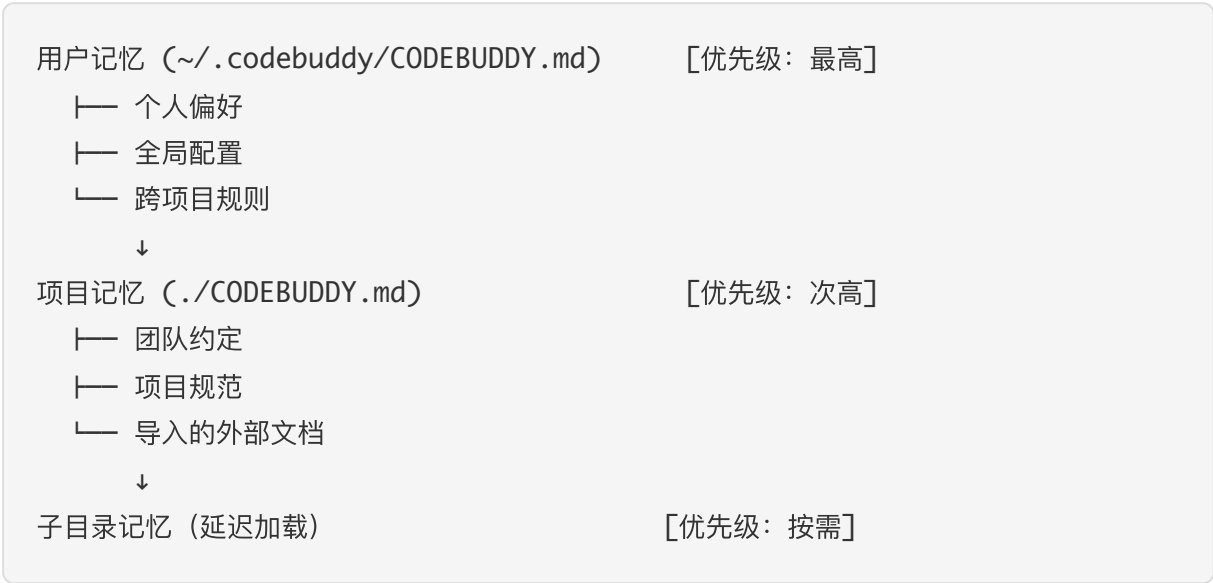 用户记忆 (~/.codebuddy/CODEBUDDY.md)      [优先级: 最高]
  ├── 个人偏好
  ├── 全局配置
  └── 跨项目规则
      ↓
项目记忆 (./CODEBUDDY.md)                [优先级: 次高]
  ├── 团队约定
  ├── 项目规范
  └── 导入的外部文档
      ↓
子目录记忆 (延迟加载)                    [优先级: 按需]